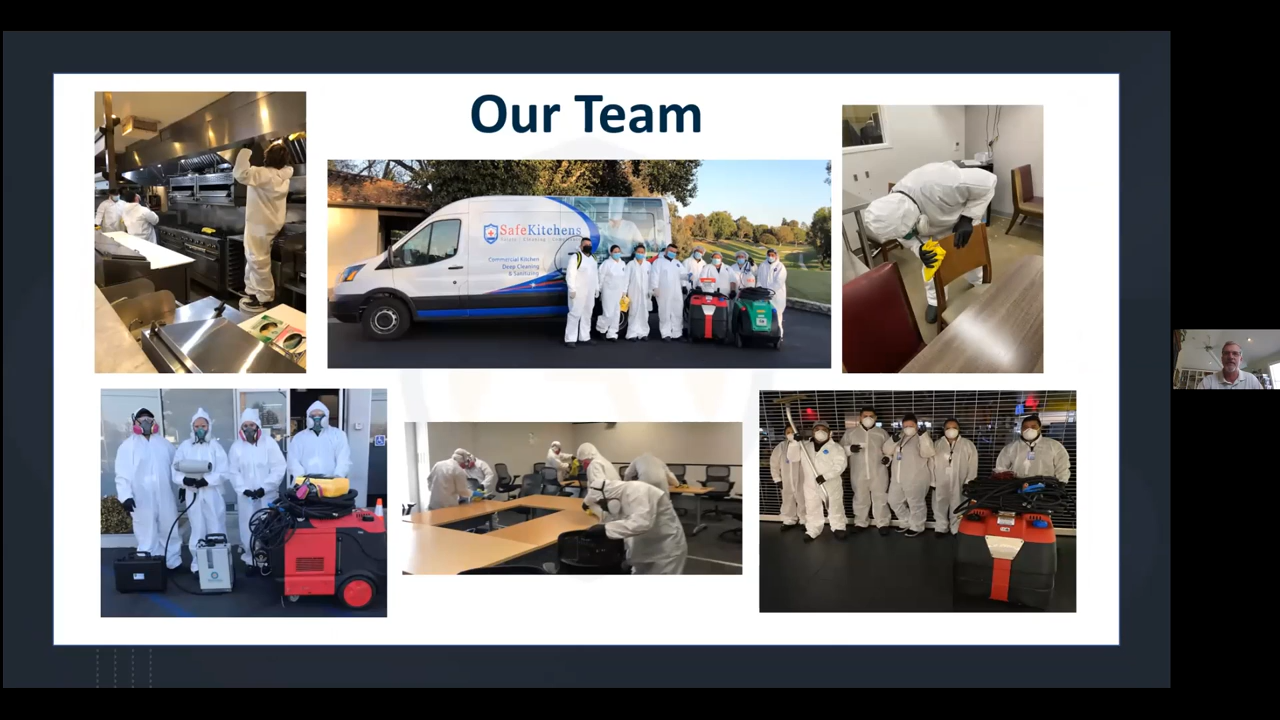 Our Team
SafeKitchens
Commercial Kitchen
Deep Cleaning
& Sanitizing